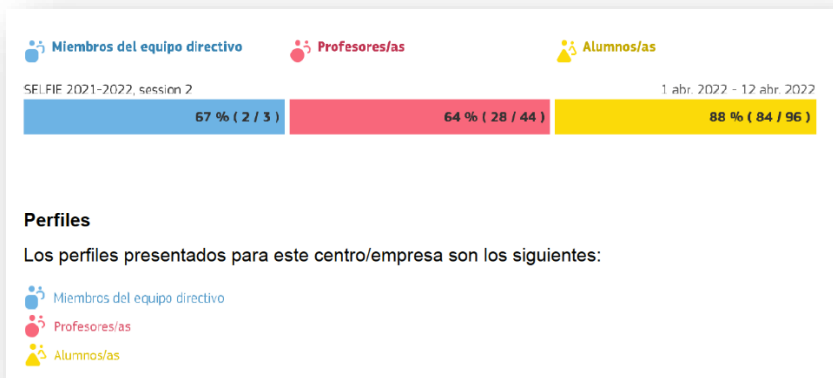 Miembros del equipo directivo Profesores/as Alumnos/as
SELFIE 2021-2022, session 2 1 abr. 2022 - 12 abr. 2022
67 % ( 2 / 3 ) 64 % ( 28 / 44 ) 88 % ( 84 / 96 )
Perfiles
Los perfiles presentados para este centro/empresa son los siguientes:
Miembros del equipo directivo
Profesores/as
Alumnos/as